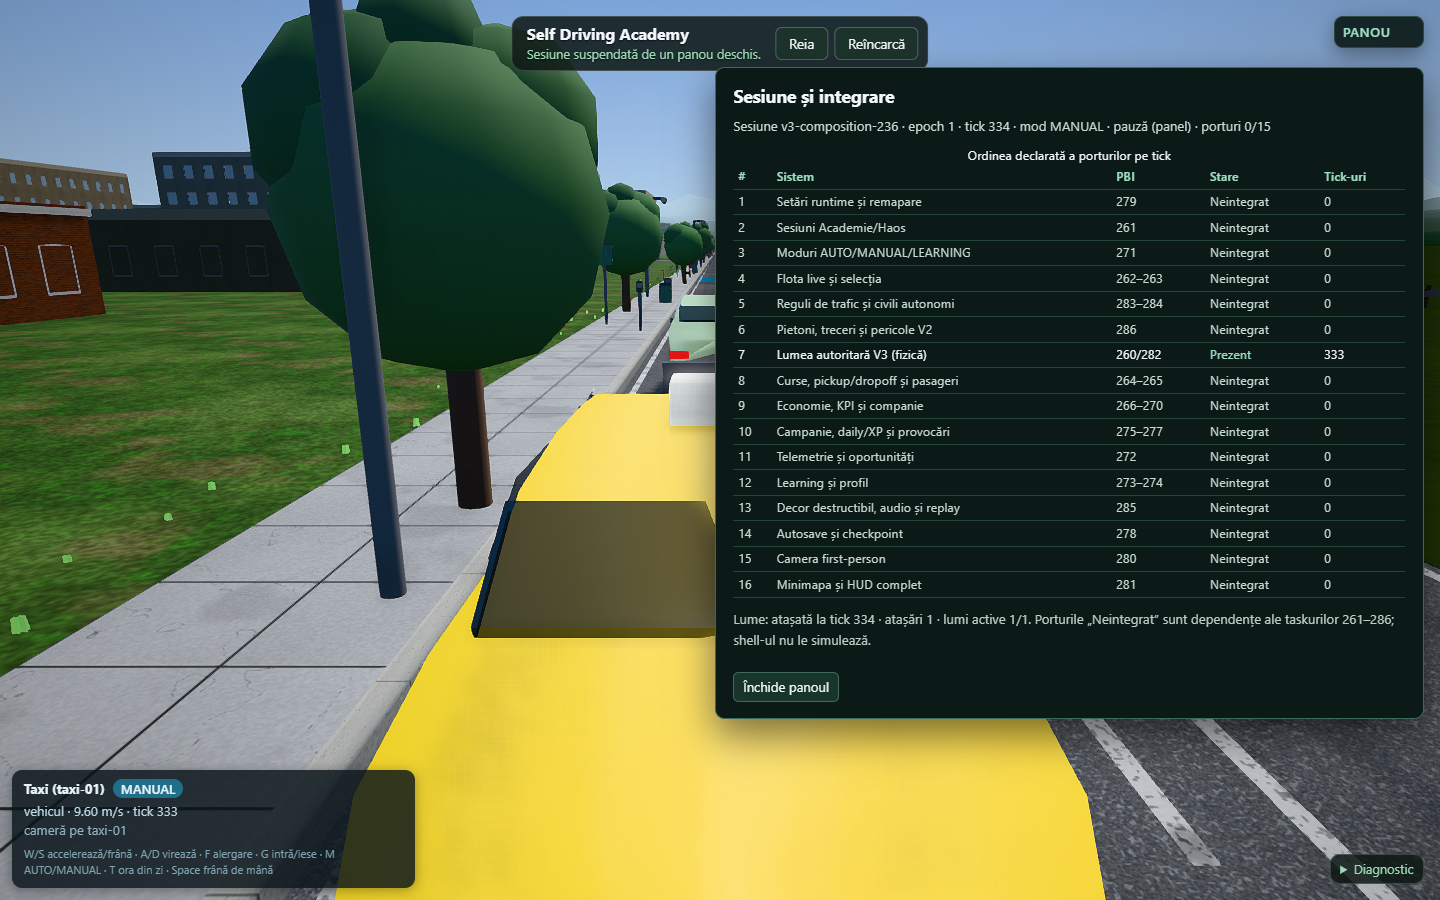 Self Driving Academy
Sesiune suspendată de un panou deschis.
Reia
Reîncarcă
PANOU
Sesiune și integrare
Sesiune v3-composition-236 · epoch 1 · tick 334 · mod MANUAL · pauză (panel) · porturi 0/15
Ordinea declarată a porturilor pe tick
# Sistem PBI Stare Tick-uri
1 Setări runtime și remapare 279 Neintegrat 0
2 Sesiuni Academie/Haos 261 Neintegrat 0
3 Moduri AUTO/MANUAL/LEARNING 271 Neintegrat 0
4 Flota live și selecția 262–263 Neintegrat 0
5 Reguli de trafic și civili autonomi 283–284 Neintegrat 0
6 Pietoni, treceri și pericole V2 286 Neintegrat 0
7 Lumea autoritară V3 (fizică) 260/282 Prezent 333
8 Curse, pickup/dropoff și pasageri 264–265 Neintegrat 0
9 Economie, KPI și companie 266–270 Neintegrat 0
10 Campanie, daily/XP și provocări 275–277 Neintegrat 0
11 Telemetrie și oportunități 272 Neintegrat 0
12 Learning și profil 273–274 Neintegrat 0
13 Decor destructibil, audio și replay 285 Neintegrat 0
14 Autosave și checkpoint 278 Neintegrat 0
15 Camera first-person 280 Neintegrat 0
16 Minimapa și HUD complet 281 Neintegrat 0
Lume: atașată la tick 334 · atașări 1 · lumi active 1/1. Porturile „Neintegrat” sunt dependențe ale taskurilor 261–286;
shell-ul nu le simulează.
Închide panoul
Taxi (taxi-01) MANUAL
vehicul · 9.60 m/s · tick 333
cameră pe taxi-01
W/S accelerează/frână · A/D virează · F alergare · G intră/iese · M
AUTO/MANUAL · T ora din zi · Space frână de mână
▶ Diagnostic